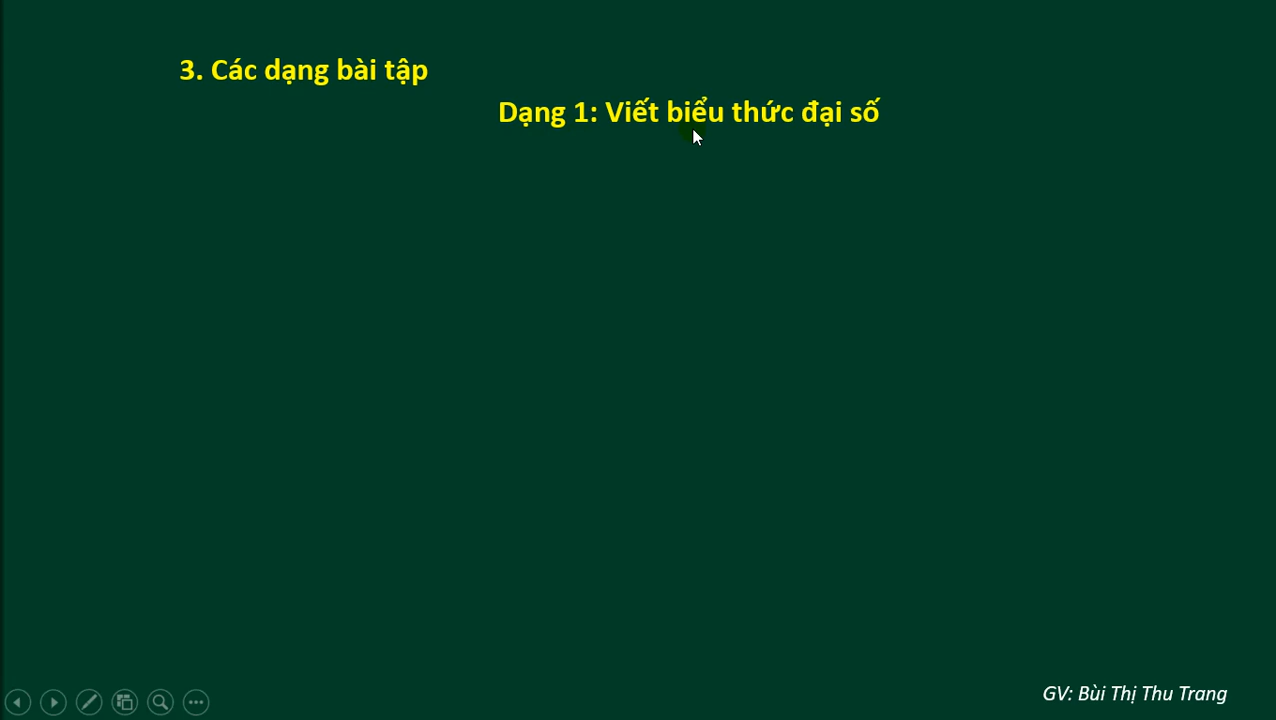 3. Các dạng bài tập
Dạng 1: Viết biểu thức đại số
GV: Bùi Thị Thu Trang